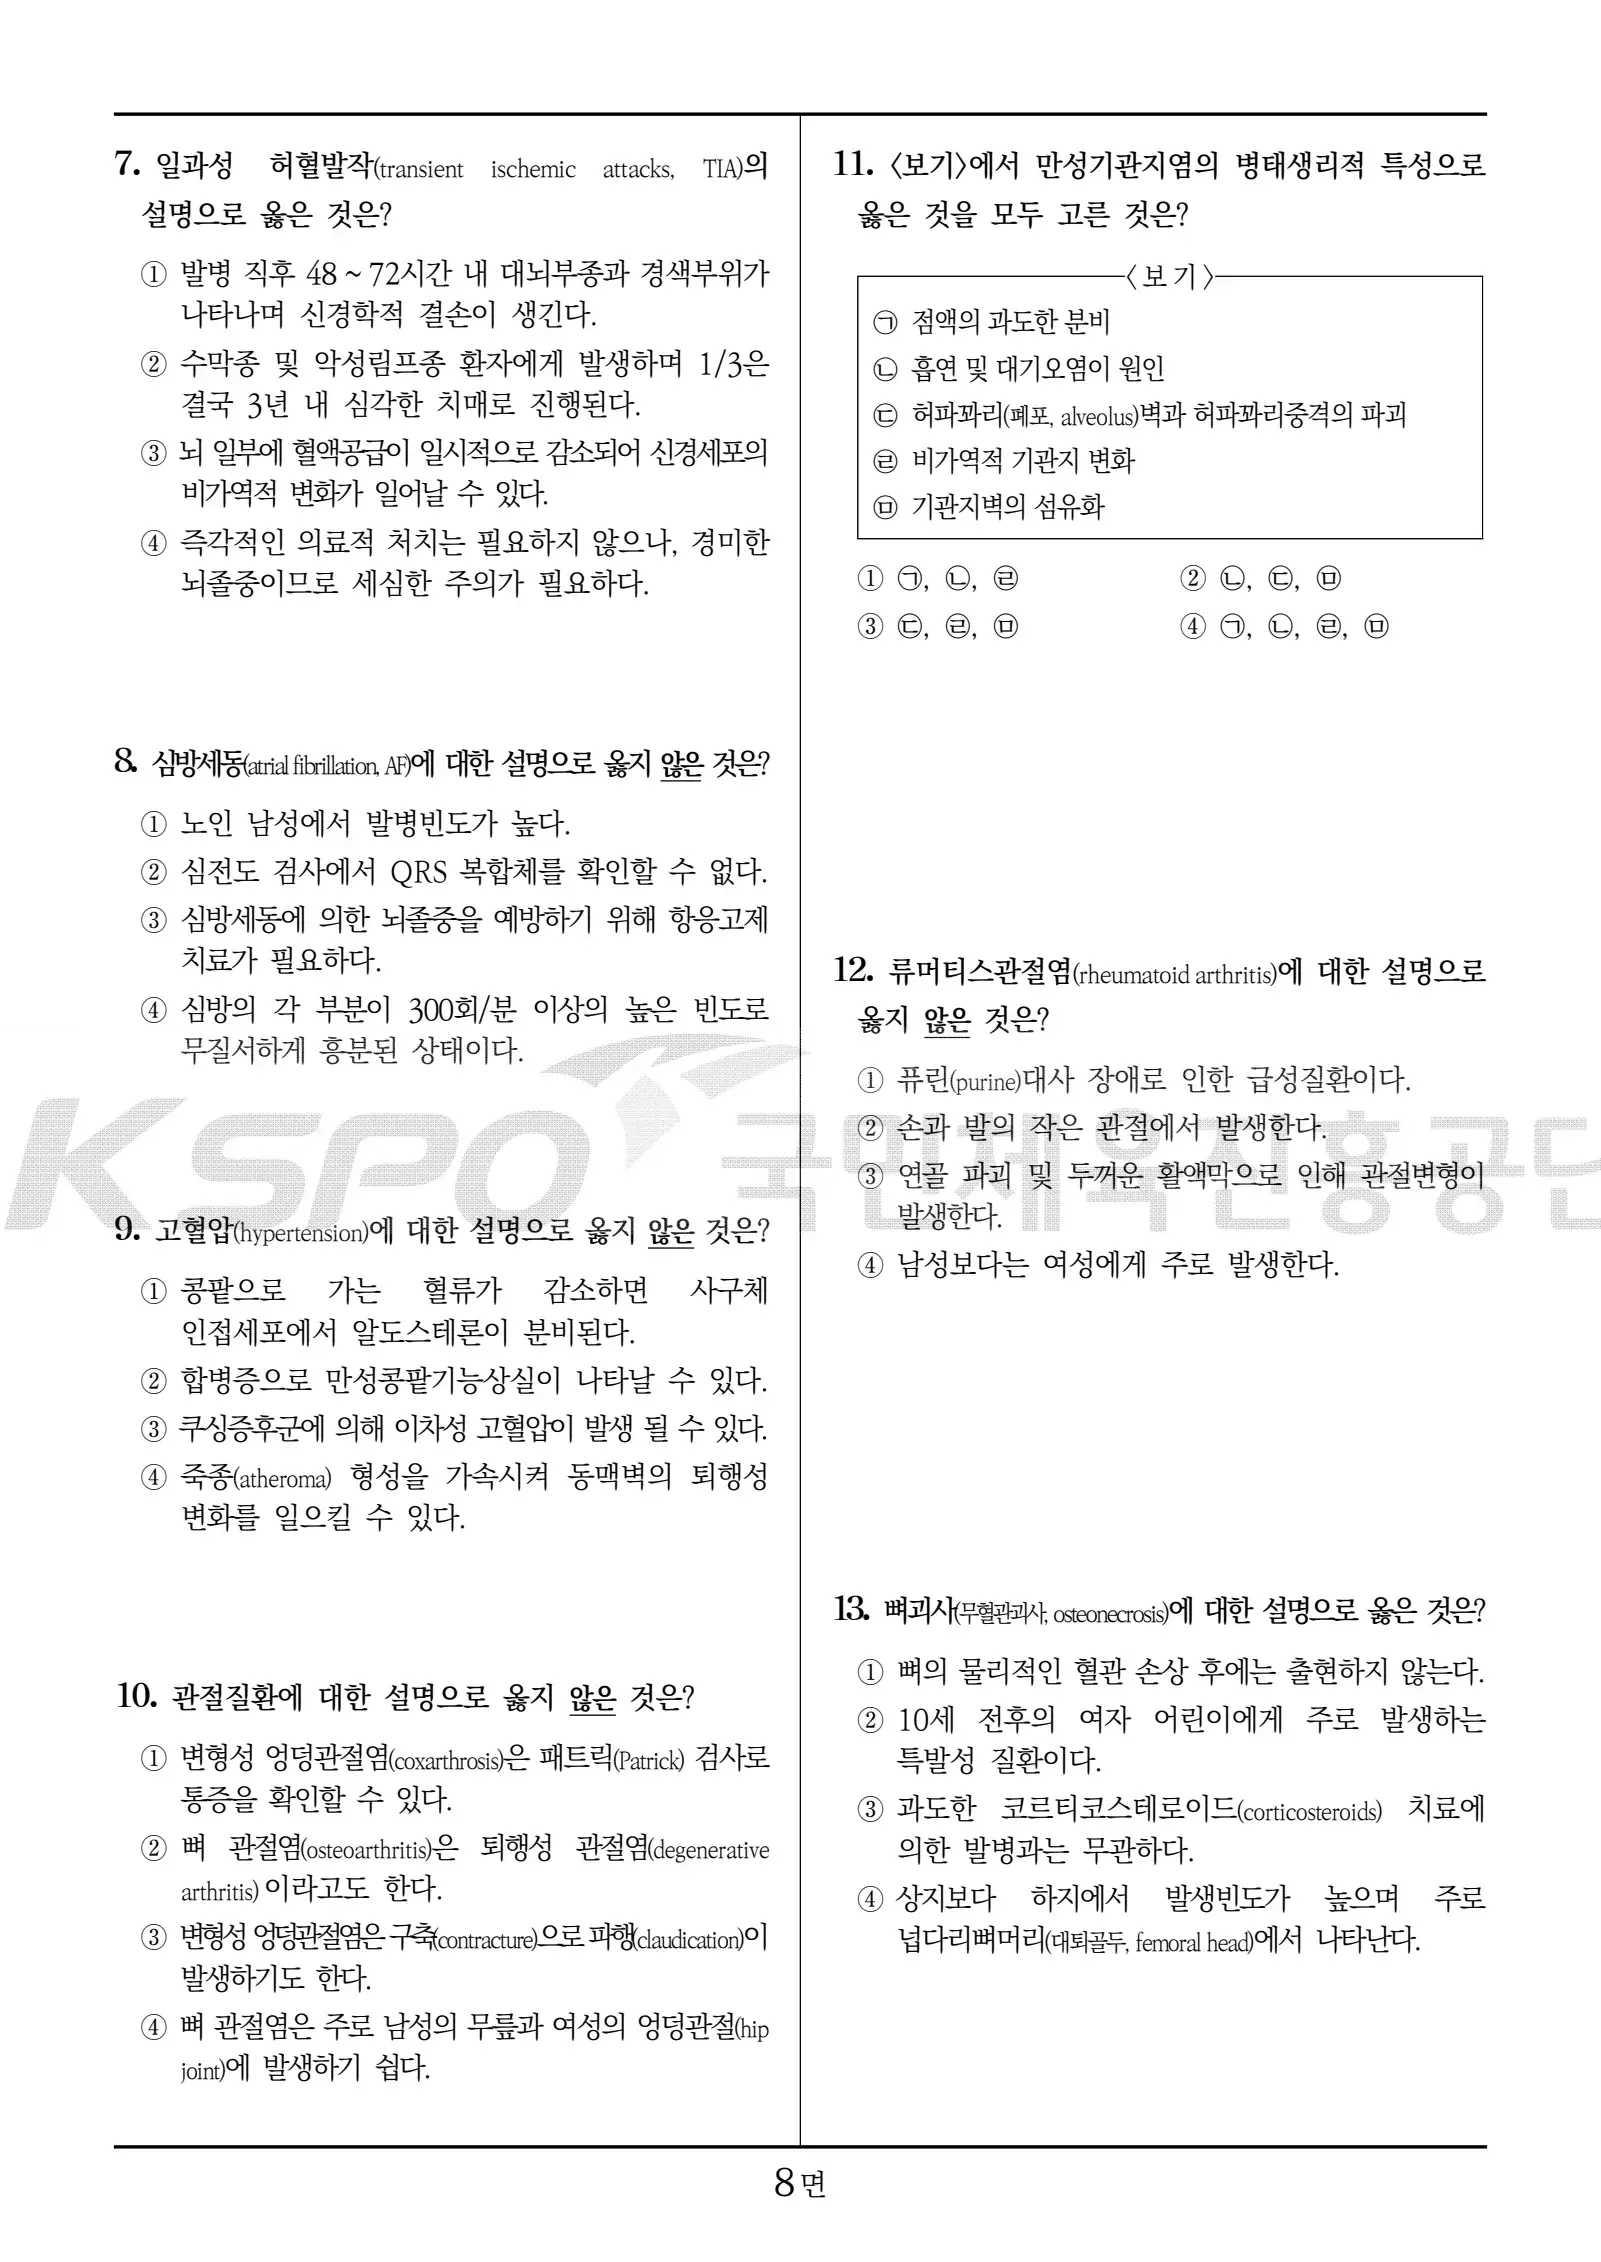 7. 일과성 허혈발작(transient ischemic attacks, TIA)의
설명으로 옳은 것은?
① 발병 직후 48 ~ 72시간 내 대뇌부종과 경색부위가
나타나며 신경학적 결손이 생긴다.
② 수막종 및 악성림프종 환자에게 발생하며 1/3은
결국 3년 내 심각한 치매로 진행된다.
③ 뇌 일부에 혈액공급이 일시적으로 감소되어 신경세포의
비가역적 변화가 일어날 수 있다.
④ 즉각적인 의료적 처치는 필요하지 않으나, 경미한
뇌졸중이므로 세심한 주의가 필요하다.
8. 심방세동(atrial fibrillation, AF)에 대한 설명으로 옳지 않은 것은?
① 노인 남성에서 발병빈도가 높다.
② 심전도 검사에서 QRS 복합체를 확인할 수 없다.
③ 심방세동에 의한 뇌졸중을 예방하기 위해 항응고제
치료가 필요하다.
④ 심방의 각 부분이 300회/분 이상의 높은 빈도로
무질서하게 흥분된 상태이다.
9. 고혈압(hypertension)에 대한 설명으로 옳지 않은 것은?
① 콩팥으로 가는 혈류가 감소하면 사구체
인접세포에서 알도스테론이 분비된다.
② 합병증으로 만성콩팥기능상실이 나타날 수 있다.
③ 쿠싱증후군에 의해 이차성 고혈압이 발생 될 수 있다.
④ 죽종(atheroma) 형성을 가속시켜 동맥벽의 퇴행성
변화를 일으킬 수 있다.
10. 관절질환에 대한 설명으로 옳지 않은 것은?
① 변형성 엉덩관절염(coxarthrosis)은 패트릭(Patrick) 검사로
통증을 확인할 수 있다.
② 뼈 관절염(osteoarthritis)은 퇴행성 관절염(degenerative
arthritis) 이라고도 한다.
③ 변형성 엉덩관절염은 구축(contracture)으로 파행(claudication)이
발생하기도 한다.
④ 뼈 관절염은 주로 남성의 무릎과 여성의 엉덩관절(hip
joint)에 발생하기 쉽다.
11. 〈보기〉에서 만성기관지염의 병태생리적 특성으로
옳은 것을 모두 고른 것은?
〈보 기〉
㉠ 점액의 과도한 분비
㉡ 흡연 및 대기오염이 원인
㉢ 허파꽈리(폐포, alveolus)벽과 허파꽈리중격의 파괴
㉣ 비가역적 기관지 변화
㉤ 기관지벽의 섬유화
① ㉠, ㉡, ㉣ ② ㉡, ㉢, ㉤
③ ㉢, ㉣, ㉤ ④ ㉠, ㉡, ㉣, ㉤
12. 류머티스관절염(rheumatoid arthritis)에 대한 설명으로
옳지 않은 것은?
① 퓨린(purine)대사 장애로 인한 급성질환이다.
② 손과 발의 작은 관절에서 발생한다.
③ 연골 파괴 및 두꺼운 활액막으로 인해 관절변형이
발생한다.
④ 남성보다는 여성에게 주로 발생한다.
13. 뼈괴사(무혈관괴사, osteonecrosis)에 대한 설명으로 옳은 것은?
① 뼈의 물리적인 혈관 손상 후에는 출현하지 않는다.
② 10세 전후의 여자 어린이에게 주로 발생하는
특발성 질환이다.
③ 과도한 코르티코스테로이드(corticosteroids) 치료에
의한 발병과는 무관하다.
④ 상지보다 하지에서 발생빈도가 높으며 주로
넙다리뼈머리(대퇴골두, femoral head)에서 나타난다.
KSPO 국민체육진흥공단
8 면